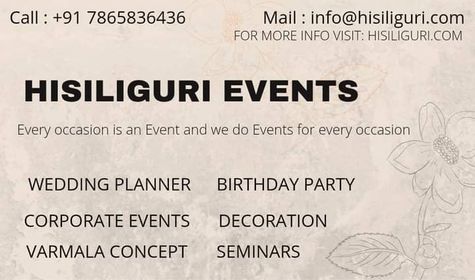 Call : +91 7865836436
Mail : info@hisiliguri.com
FOR MORE INFO VISIT: HISILIGURI.COM
HISILIGURI EVENTS
Every occasion is an Event and we do Events for every occasion
WEDDING PLANNER
BIRTHDAY PARTY
CORPORATE EVENTS
DECORATION
VARMALA CONCEPT
SEMINARS